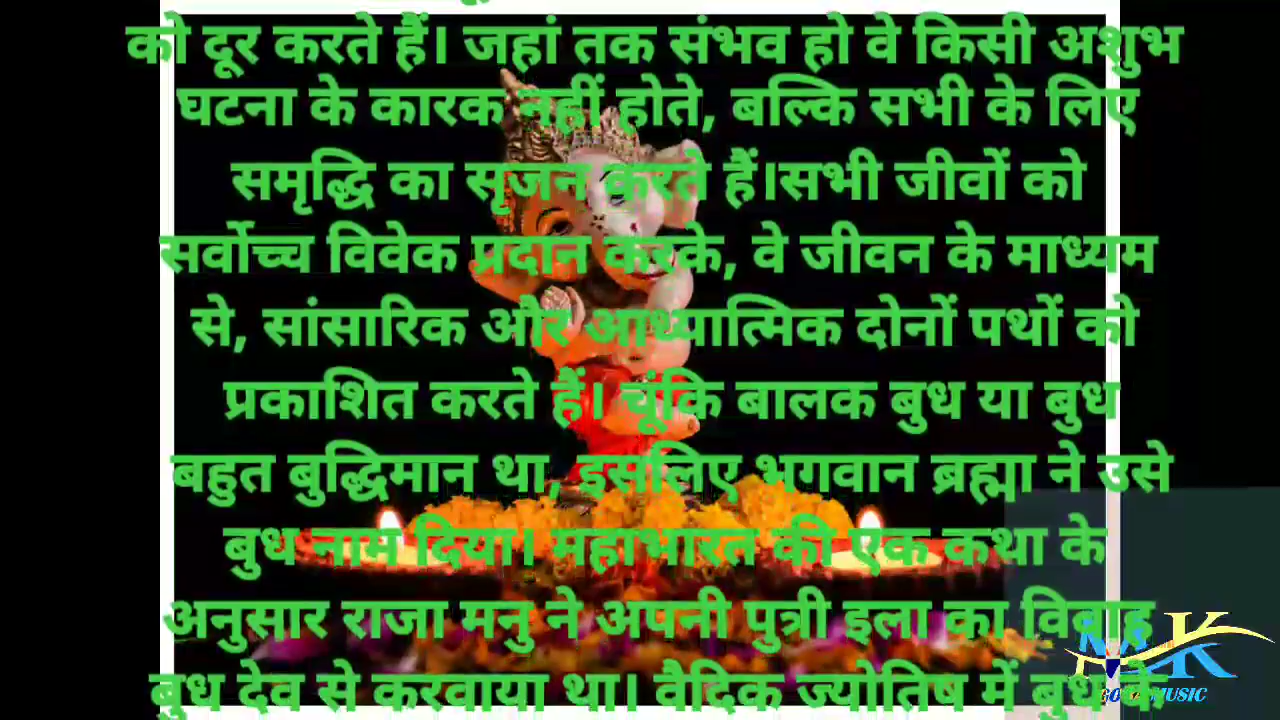 को दूर करते हैं। जहां तक संभव हो वे किसी अशुभ
घटना के कारक नहीं होते, बल्कि सभी के लिए
समृद्धि का सृजन करते हैं।सभी जीवों को
सर्वोच्च विवेक प्रदान करके, वे जीवन के माध्यम
से, सांसारिक और आध्यात्मिक दोनों पथों को
प्रकाशित करते हैं। चूंकि बालक बुध या बुध
बहुत बुद्धिमान था, इसलिए भगवान ब्रह्मा ने उसे
बुध नाम दिया। महाभारत की एक कथा के
अनुसार राजा मनु ने अपनी पुत्री इला का विवाह
बुध देव से करवाया था। वैदिक ज्योतिष में बुध के
MUSIC